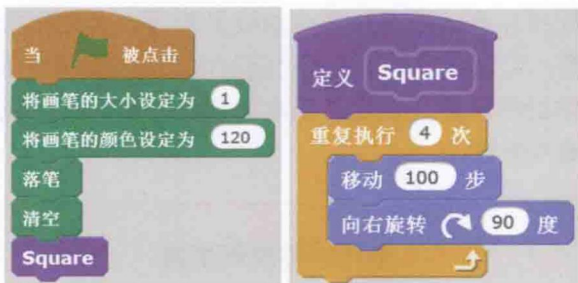 当 被点击
将画笔的大小设定为 1
将画笔的颜色设定为 120
落笔
清空
Square
定义 Square
重复执行 4 次
移动 100 步
向右旋转 90 度